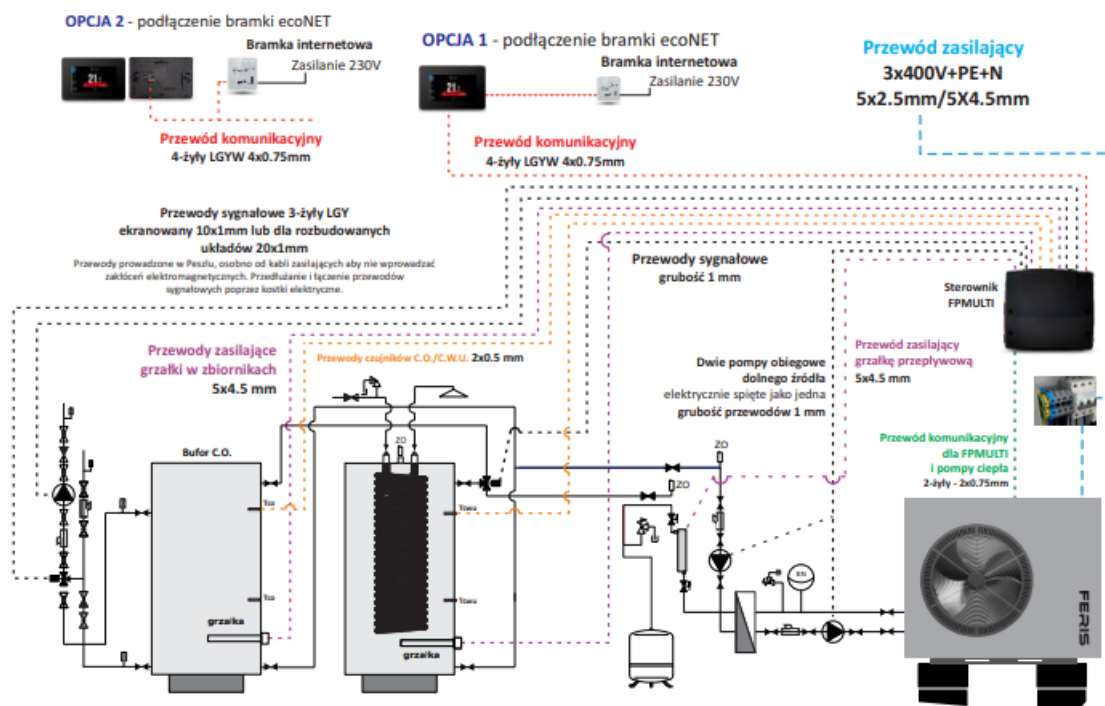 OPCJA 2 - podłączenie bramki ecoNET
Bramka internetowa
Zasilanie 230V
Przewód komunikacyjny
4-żyły LGYW 4x0.75mm
OPCJA 1 - podłączenie bramki ecoNET
Bramka internetowa
Zasilanie 230V
Przewód komunikacyjny
4-żyły LGYW 4x0.75mm
Przewód zasilający
3x400V+PE+N
5x2.5mm/5X4.5mm
Przewody sygnałowe 3-żyły LGY
ekranowany 10x1mm lub dla rozbudowanych
układów 20x1mm
Przewody prowadzone w Peszlu, osobno od kabli zasilających aby nie wprowadzać
zakłóceń elektromagnetycznych. Przedłużanie i łączenie przewodów
sygnałowych poprzez kostki elektryczne.
Przewody sygnałowe
grubość 1 mm
Sterownik
FPMULTI
Przewody zasilające
grzałki w zbiornikach
5x4.5 mm
Przewody czujników C.O./C.W.U. 2x0.5 mm
Dwie pompy obiegowe
dolnego źródła
elektrycznie spięte jako jedna
grubość przewodów 1 mm
Przewód zasilający
grzałkę przepływową
5x4.5 mm
Przewód komunikacyjny
dla FPMULTI
i pompy ciepła
2-żyły - 2x0.75mm
Bufor C.O.
ZO
ZO
ZO
Tcwu
Tcwu
grzałka
grzałka
FERIS